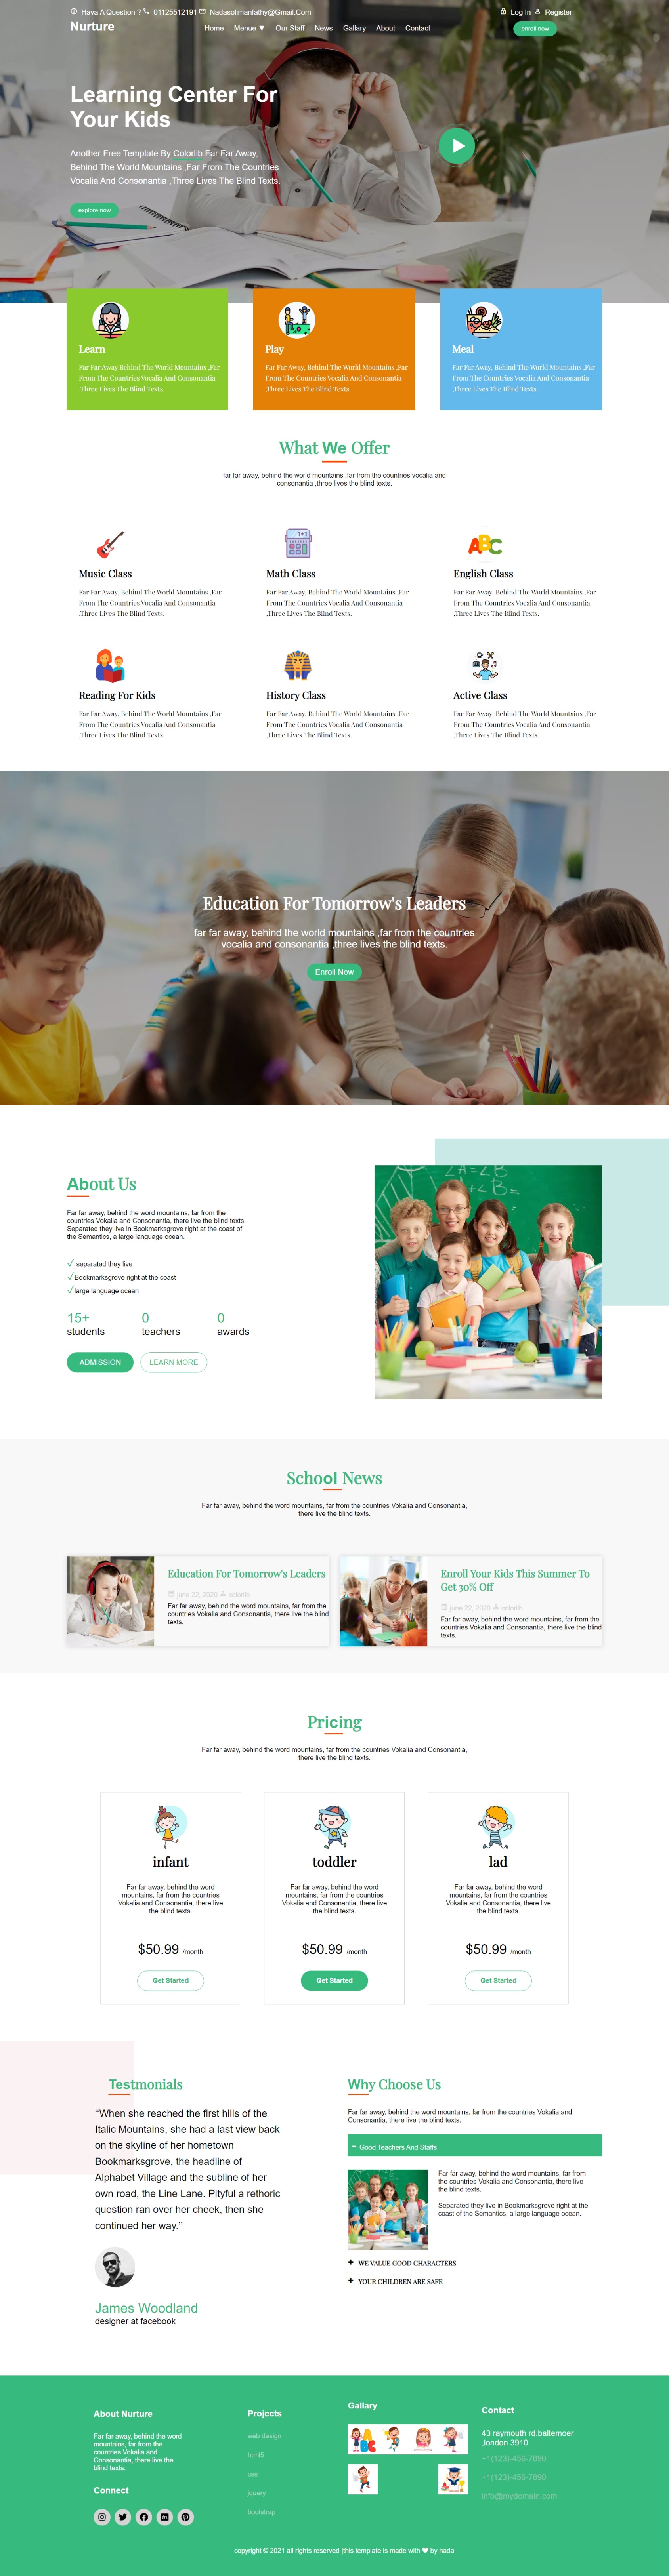 Hava A Question ? 01125512191 Nadasolimanfathy@Gmail.Com Log In Register
Nurture Home Menue ▼ Our Staff News Gallary About Contact enroll now
Learning Center For
Your Kids
Another Free Template By Colorlib.Far Far Away,
Behind The World Mountains ,Far From The Countries
Vocalia And Consonantia ,Three Lives The Blind Texts.
explore now
Learn
Far Far Away Behind The World Mountains ,Far
From The Countries Vocalia And Consonantia
,Three Lives The Blind Texts.
Play
Far Far Away, Behind The World Mountains ,Far
From The Countries Vocalia And Consonantia
,Three Lives The Blind Texts.
Meal
Far Far Away, Behind The World Mountains ,Far
From The Countries Vocalia And Consonantia
,Three Lives The Blind Texts.
What We Offer
far far away, behind the world mountains ,far from the countries vocalia and
consonantia ,three lives the blind texts.
Music Class
Far Far Away, Behind The World Mountains ,Far
From The Countries Vocalia And Consonantia
,Three Lives The Blind Texts.
Math Class
Far Far Away, Behind The World Mountains ,Far
From The Countries Vocalia And Consonantia
,Three Lives The Blind Texts.
ABC
English Class
Far Far Away, Behind The World Mountains ,Far
From The Countries Vocalia And Consonantia
,Three Lives The Blind Texts.
Reading For Kids
Far Far Away, Behind The World Mountains ,Far
From The Countries Vocalia And Consonantia
,Three Lives The Blind Texts.
History Class
Far Far Away, Behind The World Mountains ,Far
From The Countries Vocalia And Consonantia
,Three Lives The Blind Texts.
Active Class
Far Far Away, Behind The World Mountains ,Far
From The Countries Vocalia And Consonantia
,Three Lives The Blind Texts.
Education For Tomorrow's Leaders
far far away, behind the world mountains ,far from the countries
vocalia and consonantia ,three lives the blind texts.
Enroll Now
About Us
Far far away, behind the word mountains, far from the
countries Vokalia and Consonantia, there live the blind texts.
Separated they live in Bookmarksgrove right at the coast of
the Semantics, a large language ocean.
separated they live
Bookmarksgrove right at the coast
large language ocean
15+ 0 0
students teachers awards
ADMISSION LEARN MORE
School News
Far far away, behind the word mountains, far from the countries Vokalia and Consonantia,
there live the blind texts.
Education For Tomorrow's Leaders
june 22, 2020 colorlib
Far far away, behind the word mountains, far from the
countries Vokalia and Consonantia, there live the blind
texts.
Enroll Your Kids This Summer To
Get 30% Off
june 22, 2020 colorlib
Far far away, behind the word mountains, far from the
countries Vokalia and Consonantia, there live the blind
texts.
Pricing
Far far away, behind the word mountains, far from the countries Vokalia and Consonantia,
there live the blind texts.
infant
Far far away, behind the word
mountains, far from the countries
Vokalia and Consonantia, there live
the blind texts.
$50.99 /month
Get Started
toddler
Far far away, behind the word
mountains, far from the countries
Vokalia and Consonantia, there live
the blind texts.
$50.99 /month
Get Started
lad
Far far away, behind the word
mountains, far from the countries
Vokalia and Consonantia, there live
the blind texts.
$50.99 /month
Get Started
Testmonials
“When she reached the first hills of the
Italic Mountains, she had a last view back
on the skyline of her hometown
Bookmarksgrove, the headline of
Alphabet Village and the subline of her
own road, the Line Lane. Pityful a rethoric
question ran over her cheek, then she
continued her way.”
James Woodland
designer at facebook
Why Choose Us
Far far away, behind the word mountains, far from the countries Vokalia and
Consonantia, there live the blind texts.
- Good Teachers And Staffs
Far far away, behind the word mountains, far from
the countries Vokalia and Consonantia, there live
the blind texts.
Separated they live in Bookmarksgrove right at the
coast of the Semantics, a large language ocean.
+ WE VALUE GOOD CHARACTERS
+ YOUR CHILDREN ARE SAFE
About Nurture
Far far away, behind the word
mountains, far from the
countries Vokalia and
Consonantia, there live the
blind texts.
Connect
Projects
web design
html5
css
jquery
bootstrap
Gallary
Contact
43 raymouth rd.baltemoer
,london 3910
+1(123)-456-7890
+1(123)-456-7890
info@mydomain.com
copyright © 2021 all rights reserved |this template is made with ❤ by nada